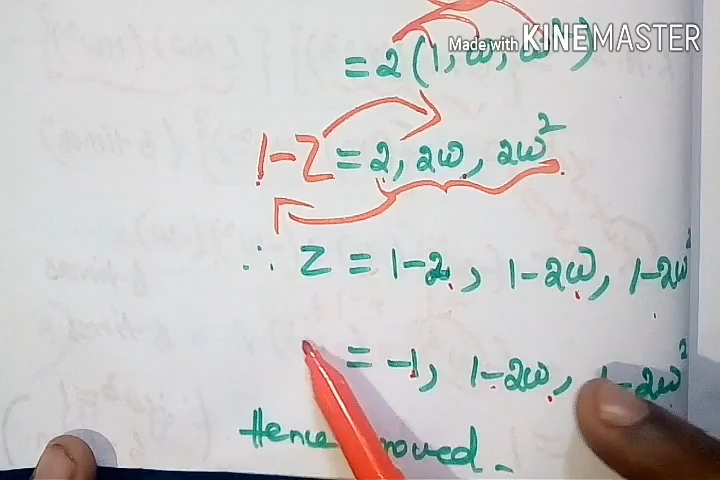 Made with KINEMASTER
= 2 (1, ω, ω²)
1-Z = 2, 2ω, 2ω²
∴ Z = 1-2, 1-2ω, 1-2ω²
= -1, 1-2ω, 1-2ω²
Hence proved.